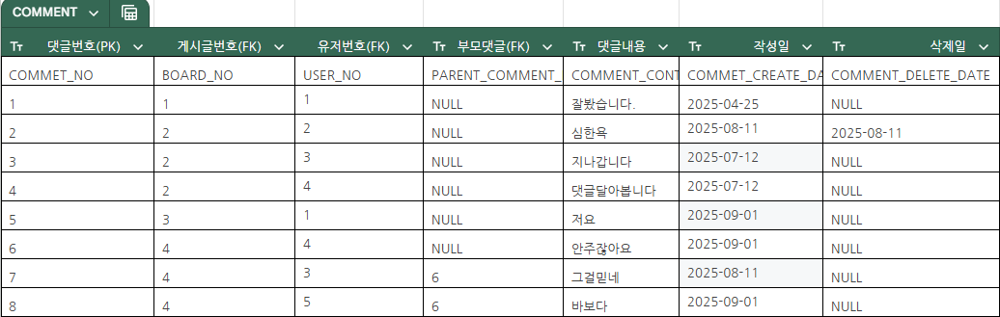 COMMENT
댓글번호(PK) 게시글번호(FK) 유저번호(FK) 부모댓글(FK) 댓글내용 작성일 삭제일
COMMET_NO BOARD_NO USER_NO PARENT_COMMENT_ COMMENT_CONT COMMET_CREATE_DA COMMENT_DELETE_DATE
1 1 1 NULL 잘봤습니다. 2025-04-25 NULL
2 2 2 NULL 심한욕 2025-08-11 2025-08-11
3 2 3 NULL 지나갑니다 2025-07-12 NULL
4 2 4 NULL 댓글달아봅니다 2025-07-12 NULL
5 3 1 NULL 저요 2025-09-01 NULL
6 4 4 NULL 안주잖아요 2025-09-01 NULL
7 4 3 6 그걸믿네 2025-08-11 NULL
8 4 5 6 바보다 2025-09-01 NULL